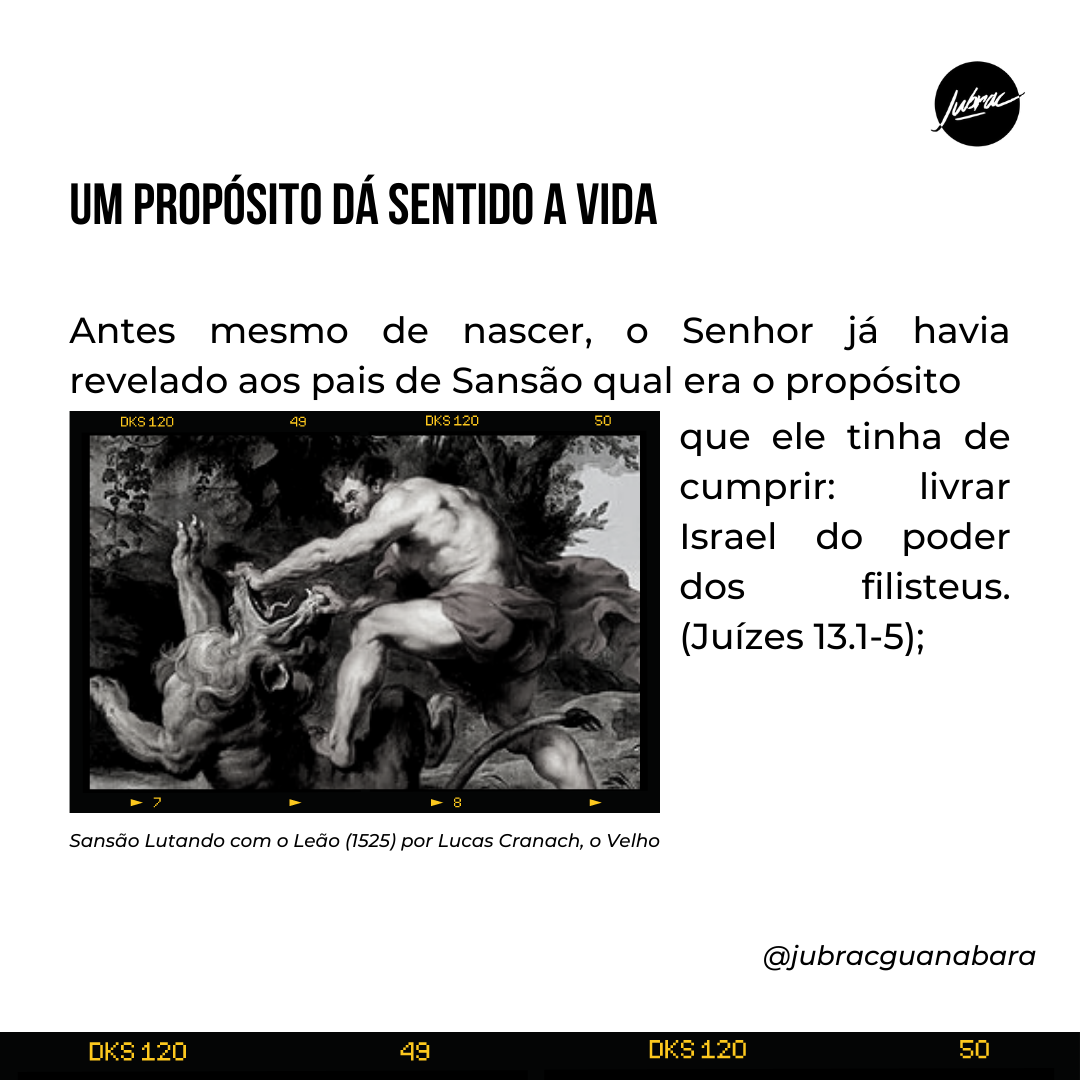 Jubrac
UM PROPÓSITO DÁ SENTIDO A VIDA
Antes mesmo de nascer, o Senhor já havia
revelado aos pais de Sansão qual era o propósito
DKS 120 49 DKS 120 50
que ele tinha de
cumprir: livrar
Israel do poder
dos filisteus.
(Juízes 13.1-5);
► 7 ► ► 8 ►
Sansão Lutando com o Leão (1525) por Lucas Cranach, o Velho
@jubracguanabara
DKS 120 49 DKS 120 50